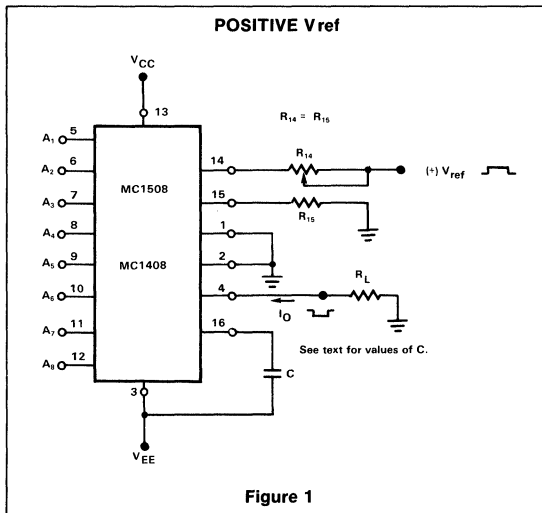 POSITIVE Vref
VCC
13
R14 = R15
A1 5
A2 6
A3 7
A4 8
A5 9
A6 10
A7 11
A8 12
MC1508
MC1408
14
R14
(+) Vref
15
R15
1
2
4
IO
RL
16
See text for values of C.
C
3
VEE
Figure 1